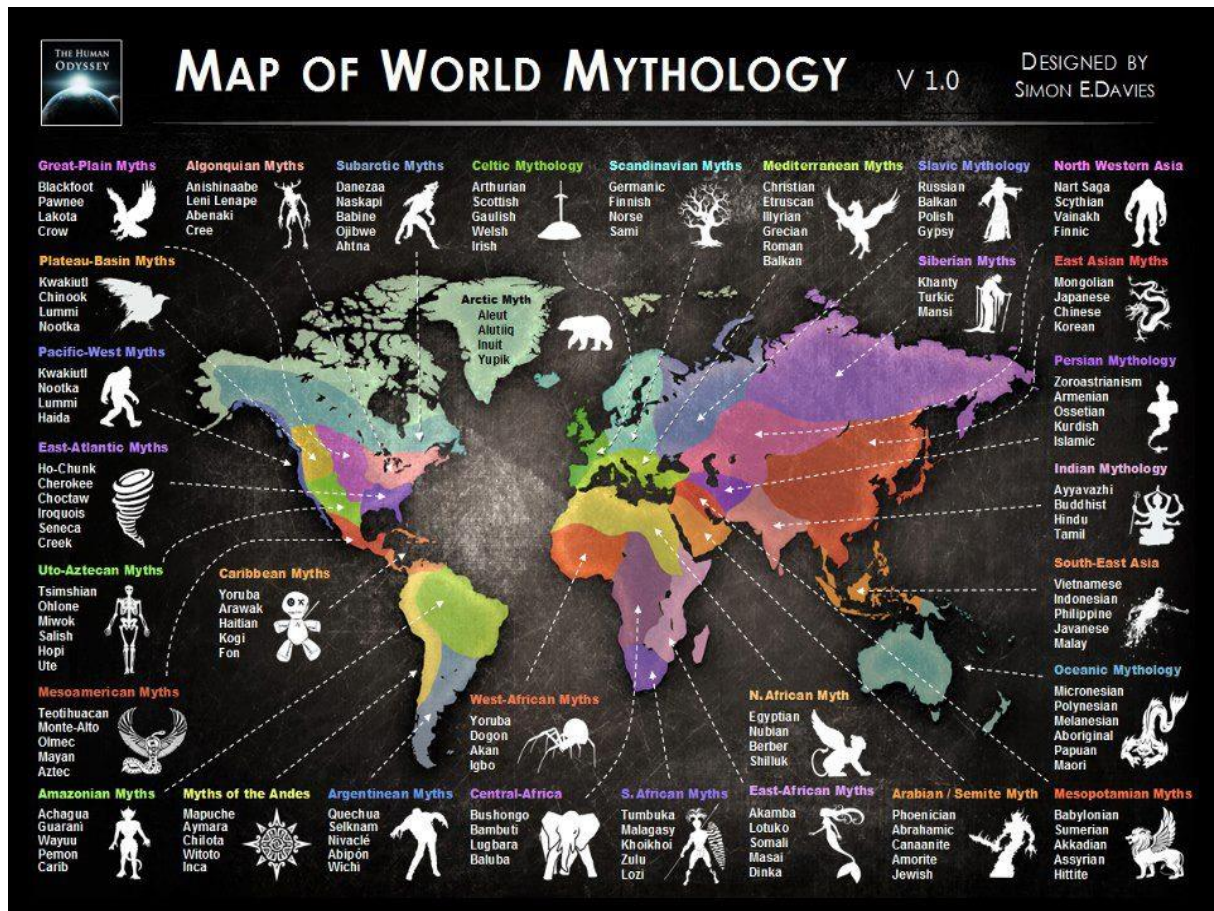 THE HUMAN
ODYSSEY
MAP OF WORLD MYTHOLOGY
V 1.0
DESIGNED BY
SIMON E.DAVIES
Great-Plain Myths
Blackfoot
Pawnee
Lakota
Crow
Algonquian Myths
Anishinaabe
Leni Lenape
Abenaki
Cree
Subarctic Myths
Danezaa
Naskapi
Babine
Ojibwe
Ahtna
Celtic Mythology
Arthurian
Scottish
Gaulish
Welsh
Irish
Scandinavian Myths
Germanic
Finnish
Norse
Sami
Mediterranean Myths
Christian
Etruscan
Illyrian
Grecian
Roman
Balkan
Slavic Mythology
Russian
Balkan
Polish
Gypsy
North Western Asia
Nart Saga
Scythian
Vainakh
Finnic
Plateau-Basin Myths
Kwakiutl
Chinook
Lummi
Nootka
Arctic Myth
Aleut
Alutiiq
Inuit
Yupik
Siberian Myths
Khanty
Turkic
Mansi
East Asian Myths
Mongolian
Japanese
Chinese
Korean
Pacific-West Myths
Kwakiutl
Nootka
Lummi
Haida
Persian Mythology
Zoroastrianism
Armenian
Ossetian
Kurdish
Islamic
East-Atlantic Myths
Ho-Chunk
Cherokee
Choctaw
Iroquois
Seneca
Creek
Indian Mythology
Ayyavazhi
Buddhist
Hindu
Tamil
Uto-Aztecan Myths
Tsimshian
Ohlone
Miwok
Salish
Hopi
Ute
Caribbean Myths
Yoruba
Arawak
Haitian
Kogi
Fon
South-East Asia
Vietnamese
Indonesian
Philippine
Javanese
Malay
Mesoamerican Myths
Teotihuacan
Monte-Alto
Olmec
Mayan
Aztec
West-African Myths
Yoruba
Dogon
Akan
Igbo
N. African Myth
Egyptian
Nubian
Berber
Shilluk
Oceanic Mythology
Micronesian
Polynesian
Melanesian
Aboriginal
Papuan
Maori
Amazonian Myths
Achagua
Guarani
Wayuu
Pemon
Carib
Myths of the Andes
Mapuche
Aymara
Chilota
Witoto
Inca
Argentinean Myths
Quechua
Selknam
Nivaclé
Abipón
Wichi
Central-Africa
Bushongo
Bambuti
Lugbara
Baluba
S. African Myths
Tumbuka
Malagasy
Khoikhoi
Zulu
Lozi
East-African Myths
Akamba
Lotuko
Somali
Masai
Dinka
Arabian / Semite Myth
Phoenician
Abrahamic
Canaanite
Amorite
Jewish
Mesopotamian Myths
Babylonian
Sumerian
Akkadian
Assyrian
Hittite